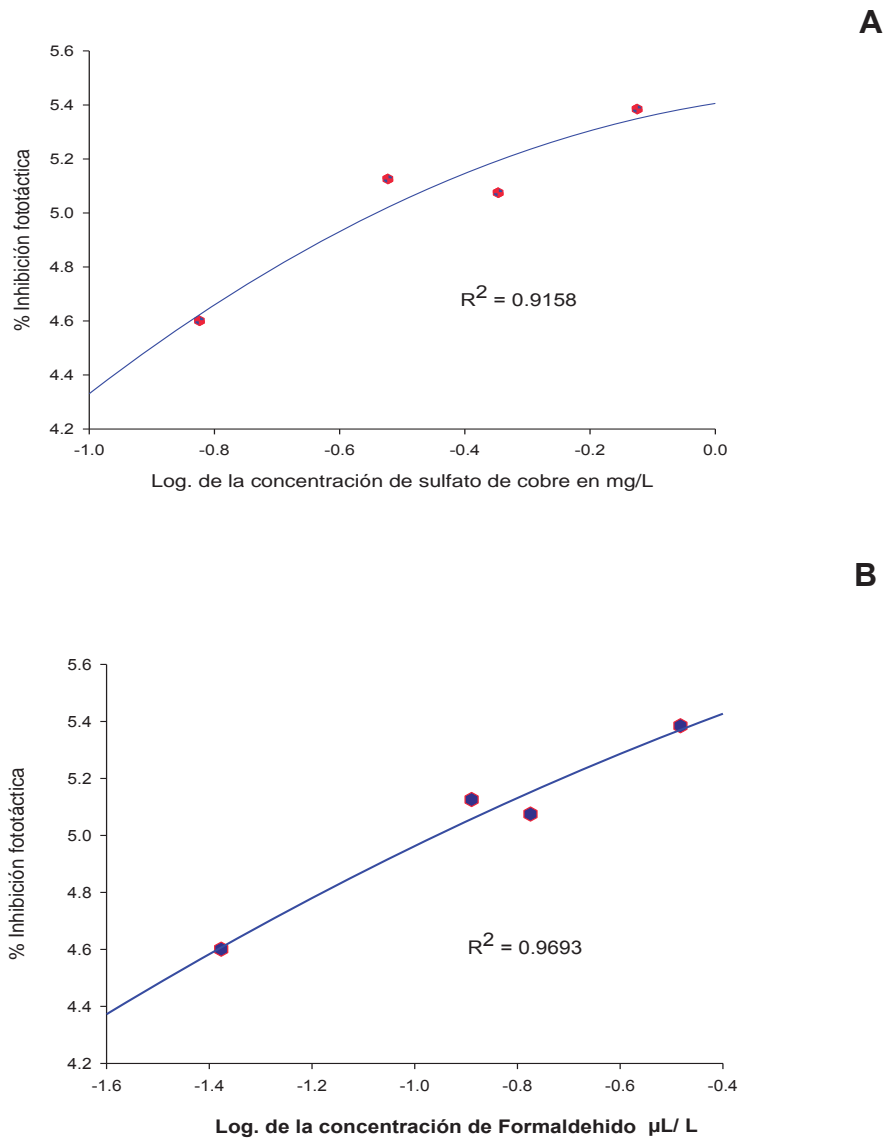 A
5.6
5.4
5.2
5.0
4.8
4.6
4.4
4.2
% Inhibición fototáctica
R2 = 0.9158
-1.0 -0.8 -0.6 -0.4 -0.2 0.0
Log. de la concentración de sulfato de cobre en mg/L
B
5.6
5.4
5.2
5.0
4.8
4.6
4.4
4.2
% Inhibición fototáctica
R2 = 0.9693
-1.6 -1.4 -1.2 -1.0 -0.8 -0.6 -0.4
Log. de la concentración de Formaldehido µL/ L